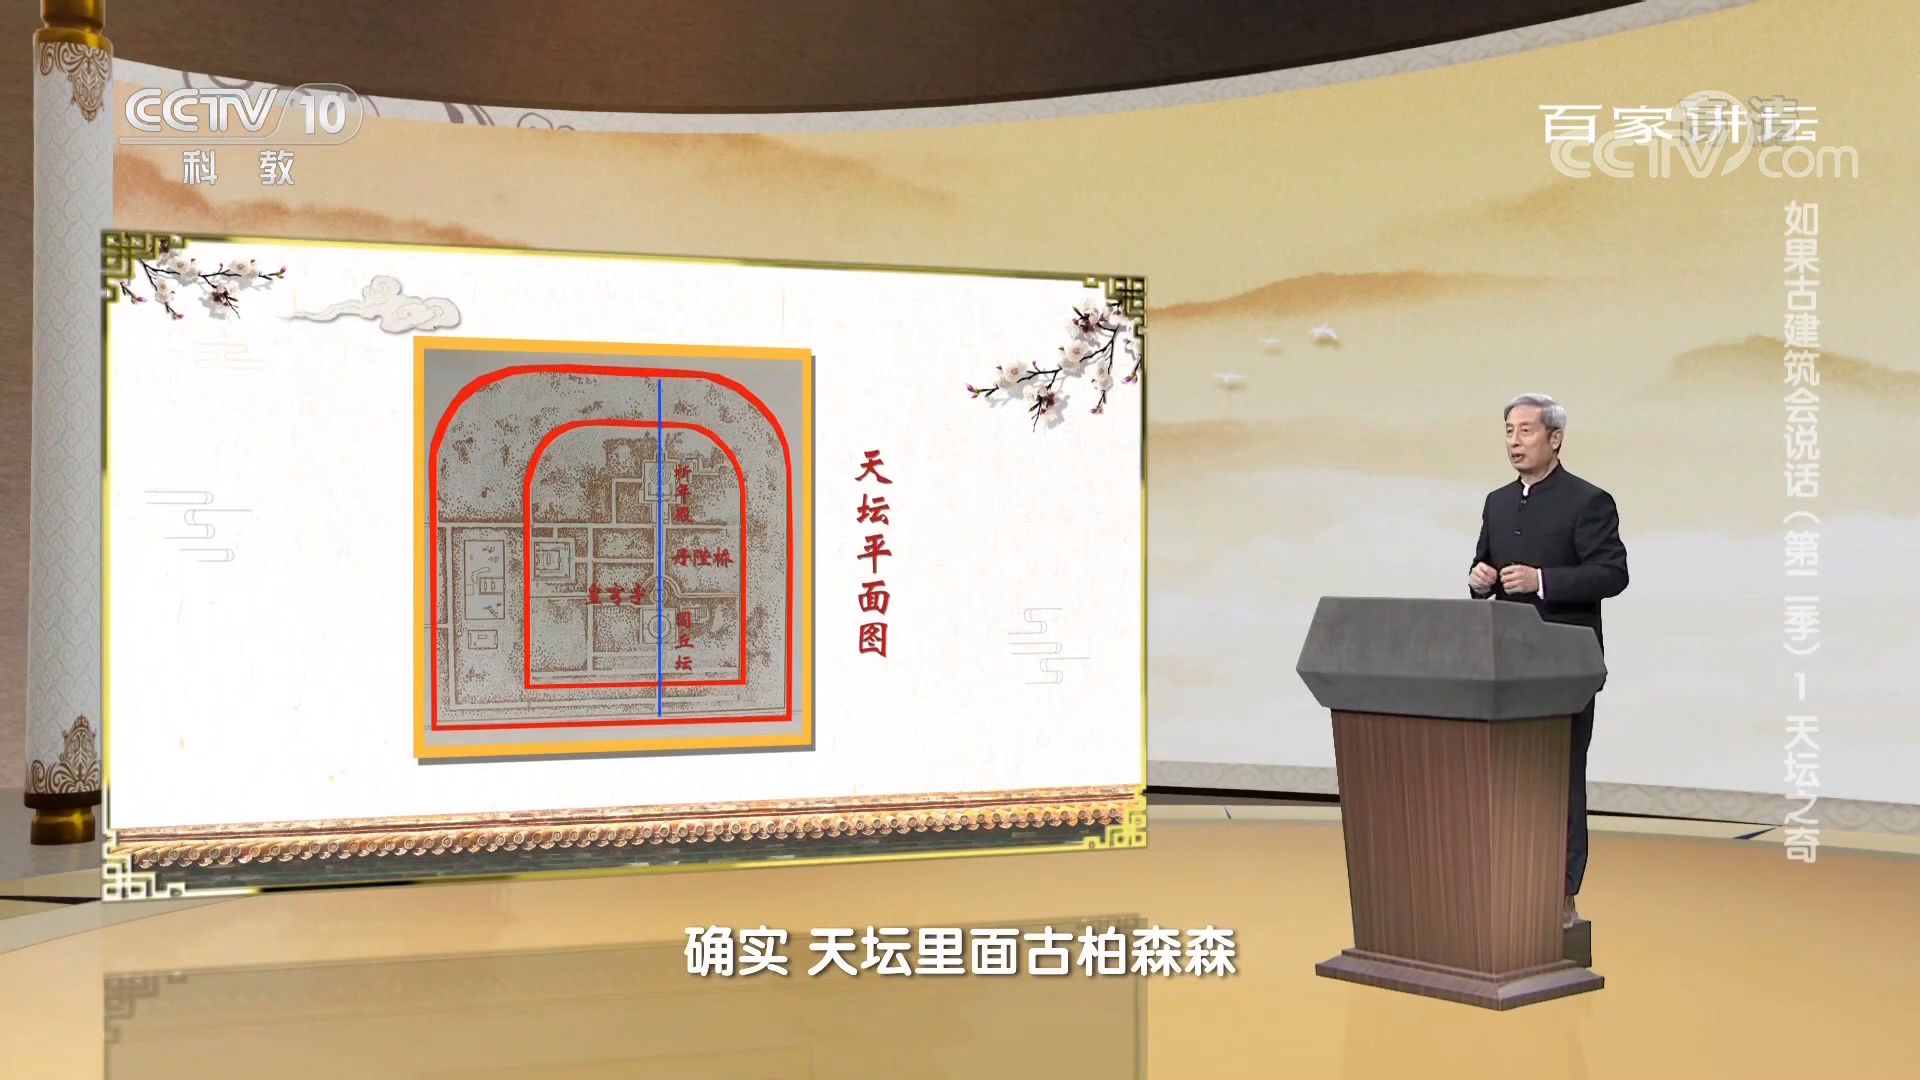 CCTV 10
科 教
百家讲坛
高清
CCTV.com
如果古建筑会说话（第二季）1 天坛之奇
天坛平面图
祈年殿
丹陛桥
皇穹宇
圜丘坛
确实 天坛里面古柏森森